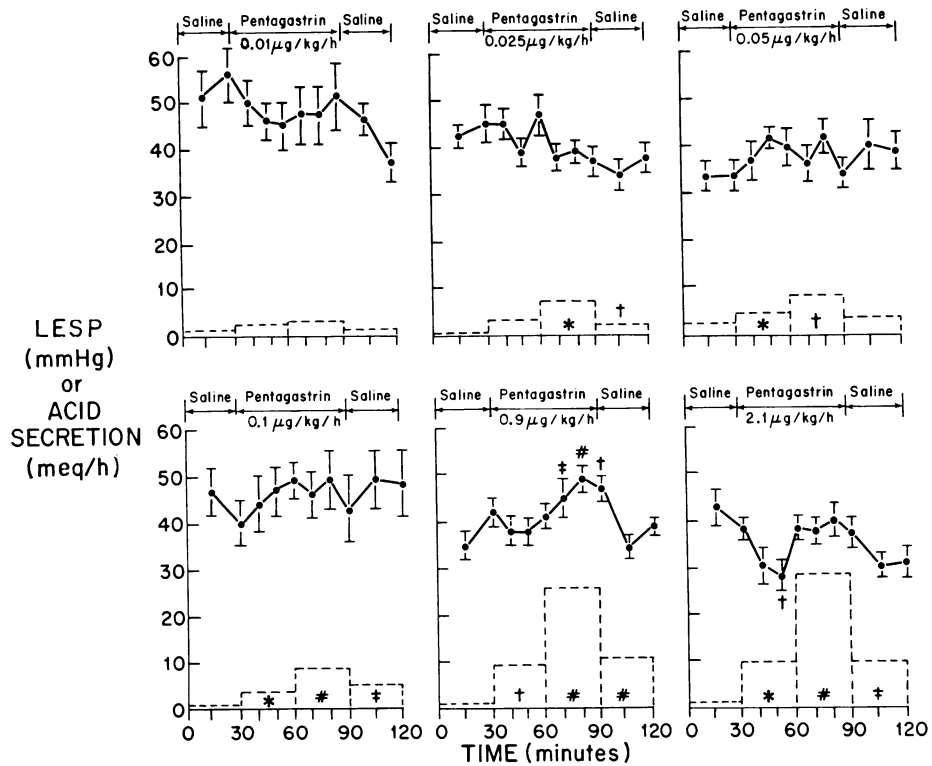 Saline Pentagastrin Saline
0.01μg/kg/h
Saline Pentagastrin Saline
0.025μg/kg/h
Saline Pentagastrin Saline
0.05μg/kg/h
60
50
40
30
20
10
0
*
†
*
†
LESP
(mmHg)
or
ACID
SECRETION
(meq/h)
Saline Pentagastrin Saline
0.1μg/kg/h
Saline Pentagastrin Saline
0.9μg/kg/h
Saline Pentagastrin Saline
2.1μg/kg/h
60
50
40
30
20
10
0
* # ‡
‡ # †
† # #
†
* # ‡
0 30 60 90 120
0 30 60 90 120
0 30 60 90 120
TIME (minutes)